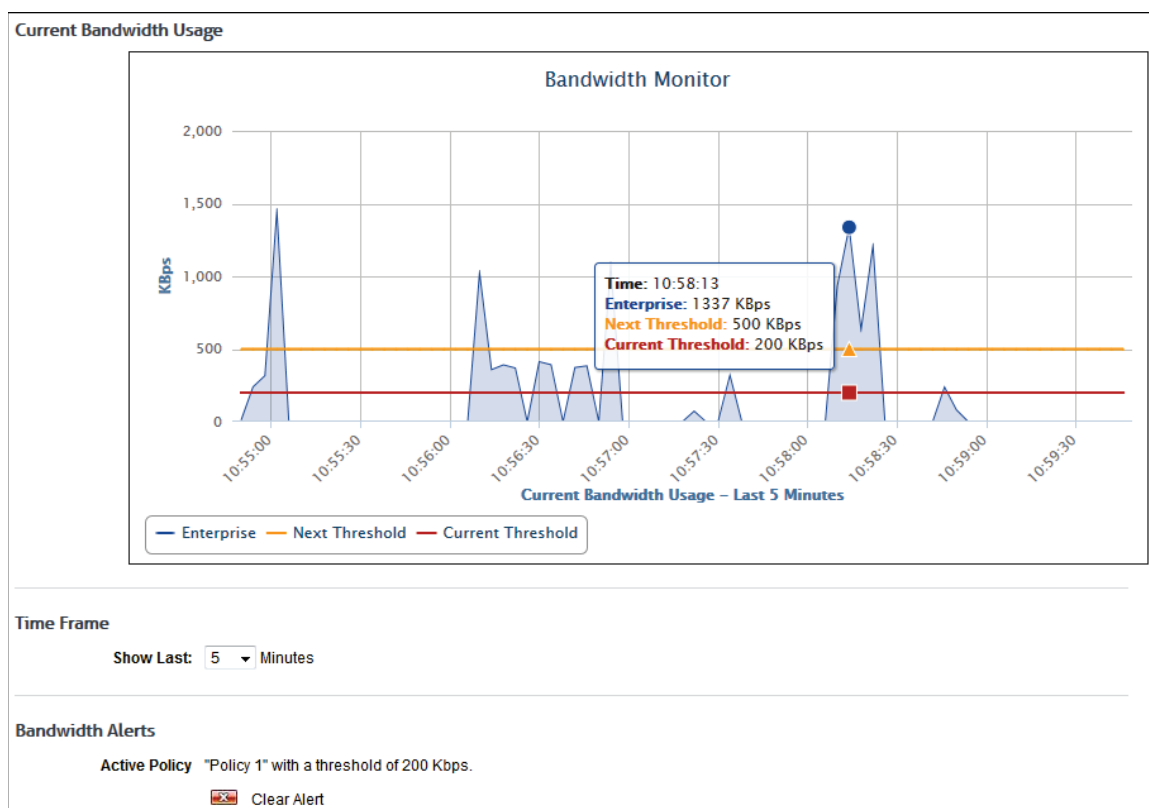 Current Bandwidth Usage
Bandwidth Monitor
2,000
1,500
1,000
500
0
KBps
Time: 10:58:13
Enterprise: 1337 KBps
Next Threshold: 500 KBps
Current Threshold: 200 KBps
10:55:00
10:55:30
10:56:00
10:56:30
10:57:00
10:57:30
10:58:00
10:58:30
10:59:00
10:59:30
Current Bandwidth Usage – Last 5 Minutes
Enterprise Next Threshold Current Threshold
Time Frame
Show Last: 5 Minutes
Bandwidth Alerts
Active Policy "Policy 1" with a threshold of 200 Kbps.
Clear Alert